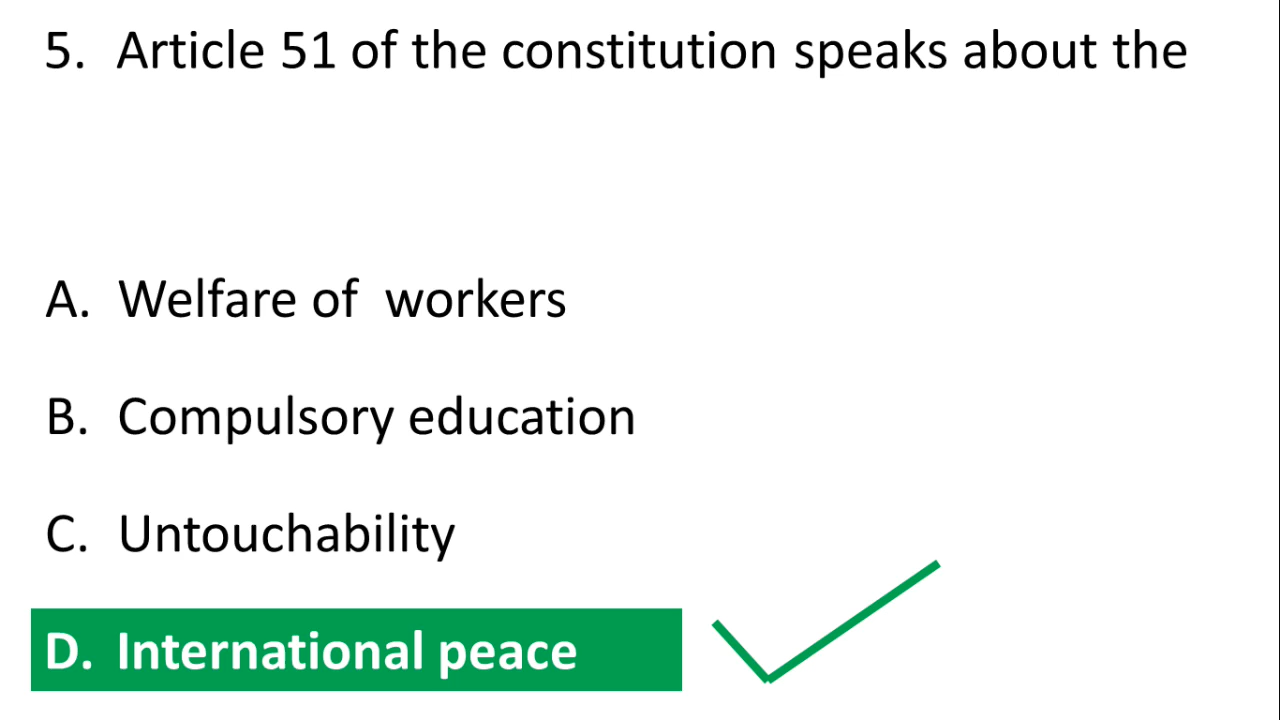 5. Article 51 of the constitution speaks about the
A. Welfare of workers
B. Compulsory education
C. Untouchability
D. International peace